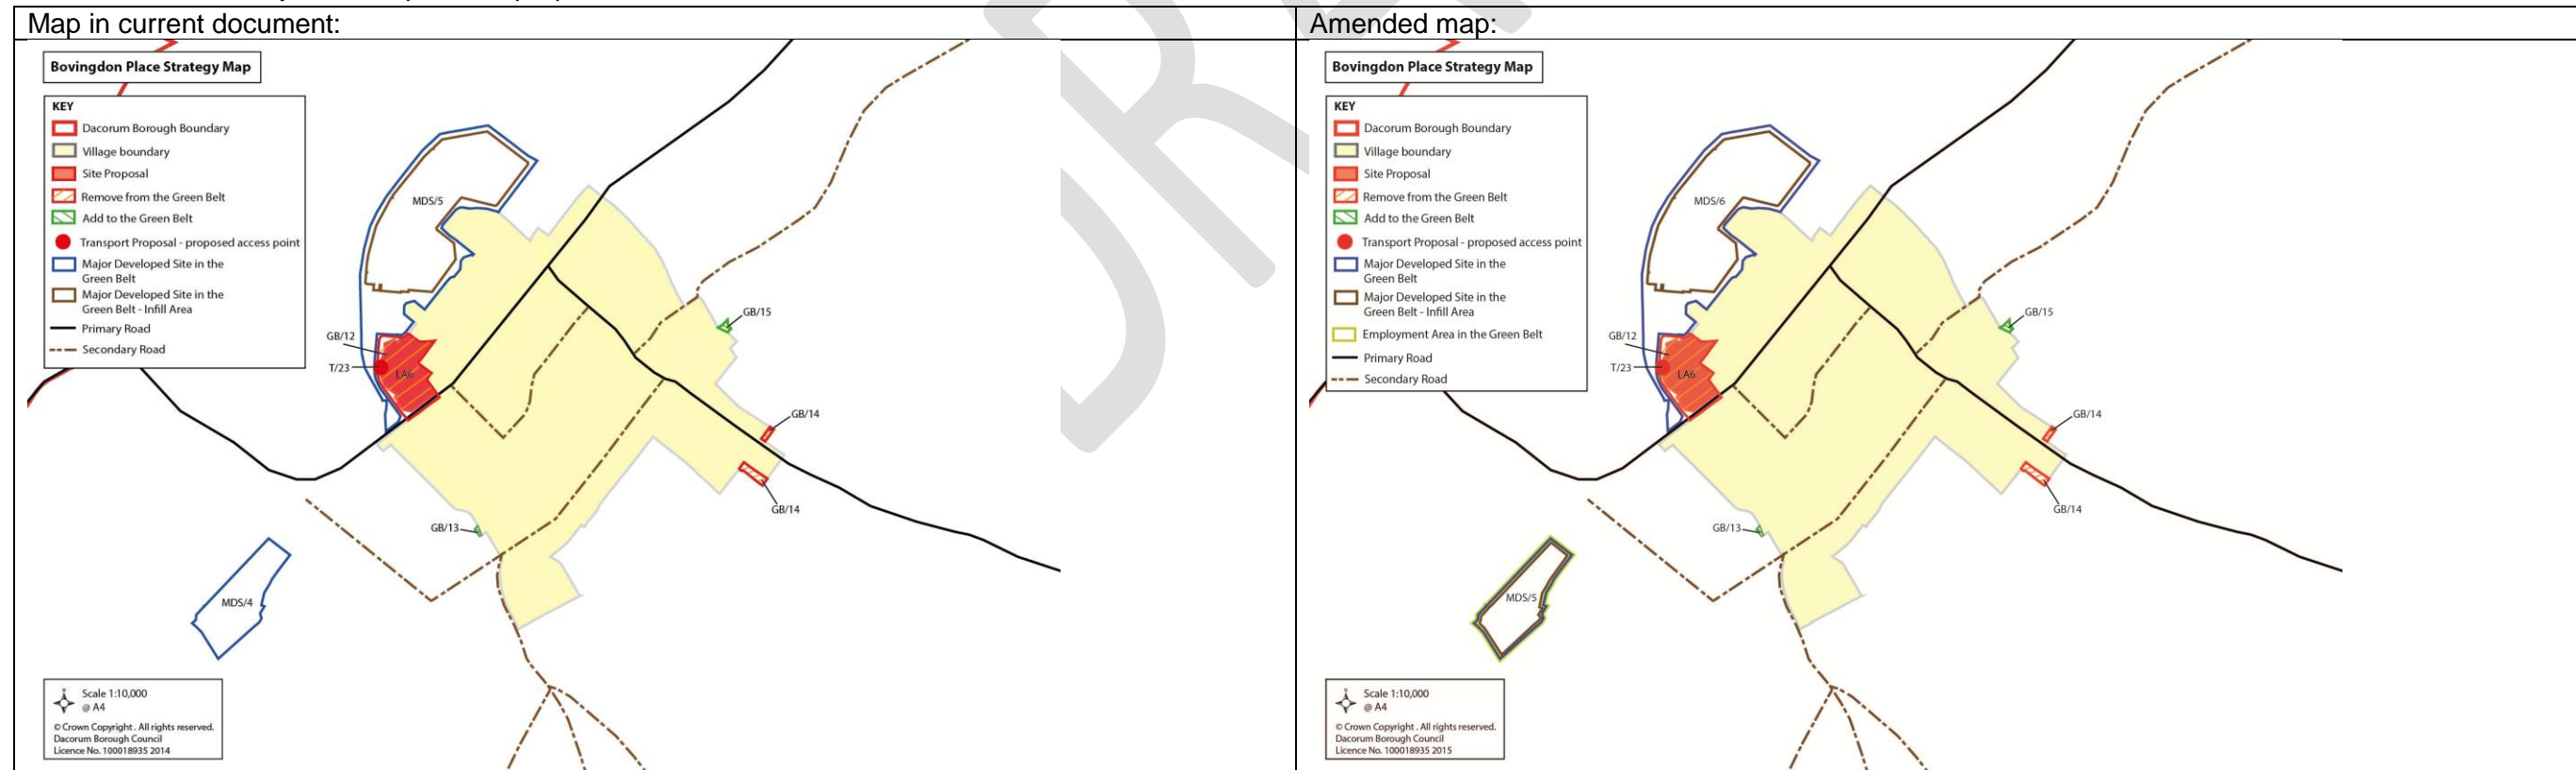 Map in current document:
Bovingdon Place Strategy Map
KEY
Dacorum Borough Boundary
Village boundary
Site Proposal
Remove from the Green Belt
Add to the Green Belt
Transport Proposal - proposed access point
Major Developed Site in the
Green Belt
Major Developed Site in the
Green Belt - Infill Area
Primary Road
Secondary Road
MDS/5
GB/15
GB/12
T/23
LA6
GB/14
GB/14
GB/13
MDS/4
Scale 1:10,000
@ A4
© Crown Copyright . All rights reserved.
Dacorum Borough Council
Licence No. 100018935 2014
Amended map:
Bovingdon Place Strategy Map
KEY
Dacorum Borough Boundary
Village boundary
Site Proposal
Remove from the Green Belt
Add to the Green Belt
Transport Proposal - proposed access point
Major Developed Site in the
Green Belt
Major Developed Site in the
Green Belt - Infill Area
Employment Area in the Green Belt
Primary Road
Secondary Road
MDS/6
GB/15
GB/12
T/23
LA6
GB/14
GB/14
GB/13
MDS/5
Scale 1:10,000
@ A4
© Crown Copyright . All rights reserved.
Dacorum Borough Council
Licence No. 100018935 2015